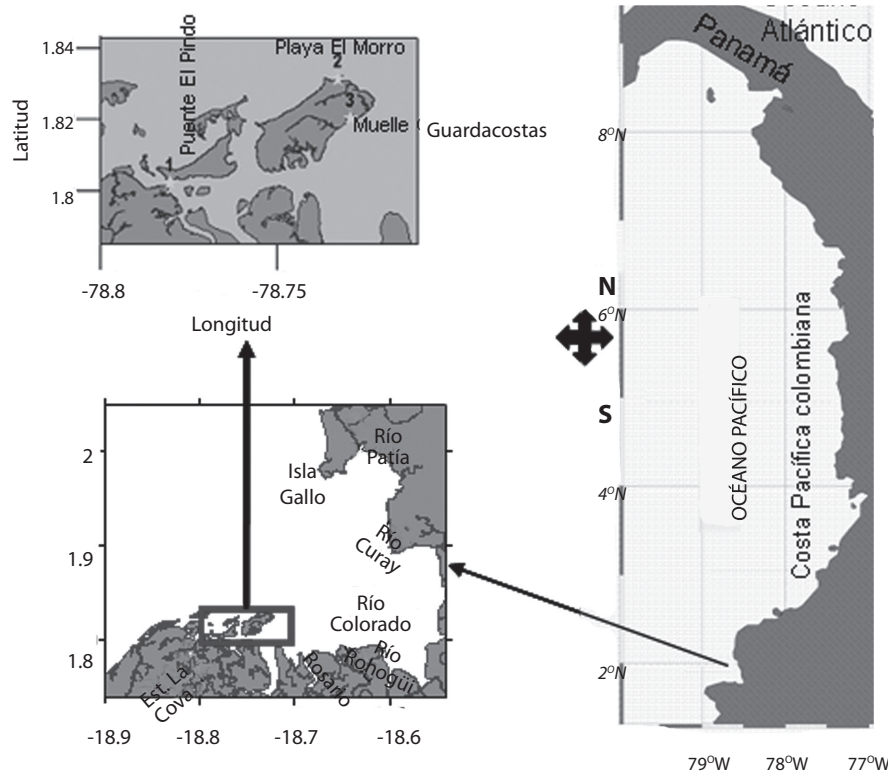 1.84
1.82
1.8
Latitud
Puente El Pindo
Playa El Morro
2
3
Muelle
Guardacostas
1
-78.8
-78.75
Longitud
2
1.9
1.8
Isla
Gallo
Río
Patía
Río
Curay
Río
Colorado
Río
Rohogüi
Rosario
Est. La
Cova
-18.9
-18.8
-18.7
-18.6
N
S
Atlántico
Panamá
8°N
6°N
4°N
2°N
OCÉANO PACÍFICO
Costa Pacífica colombiana
79°W
78°W
77°W